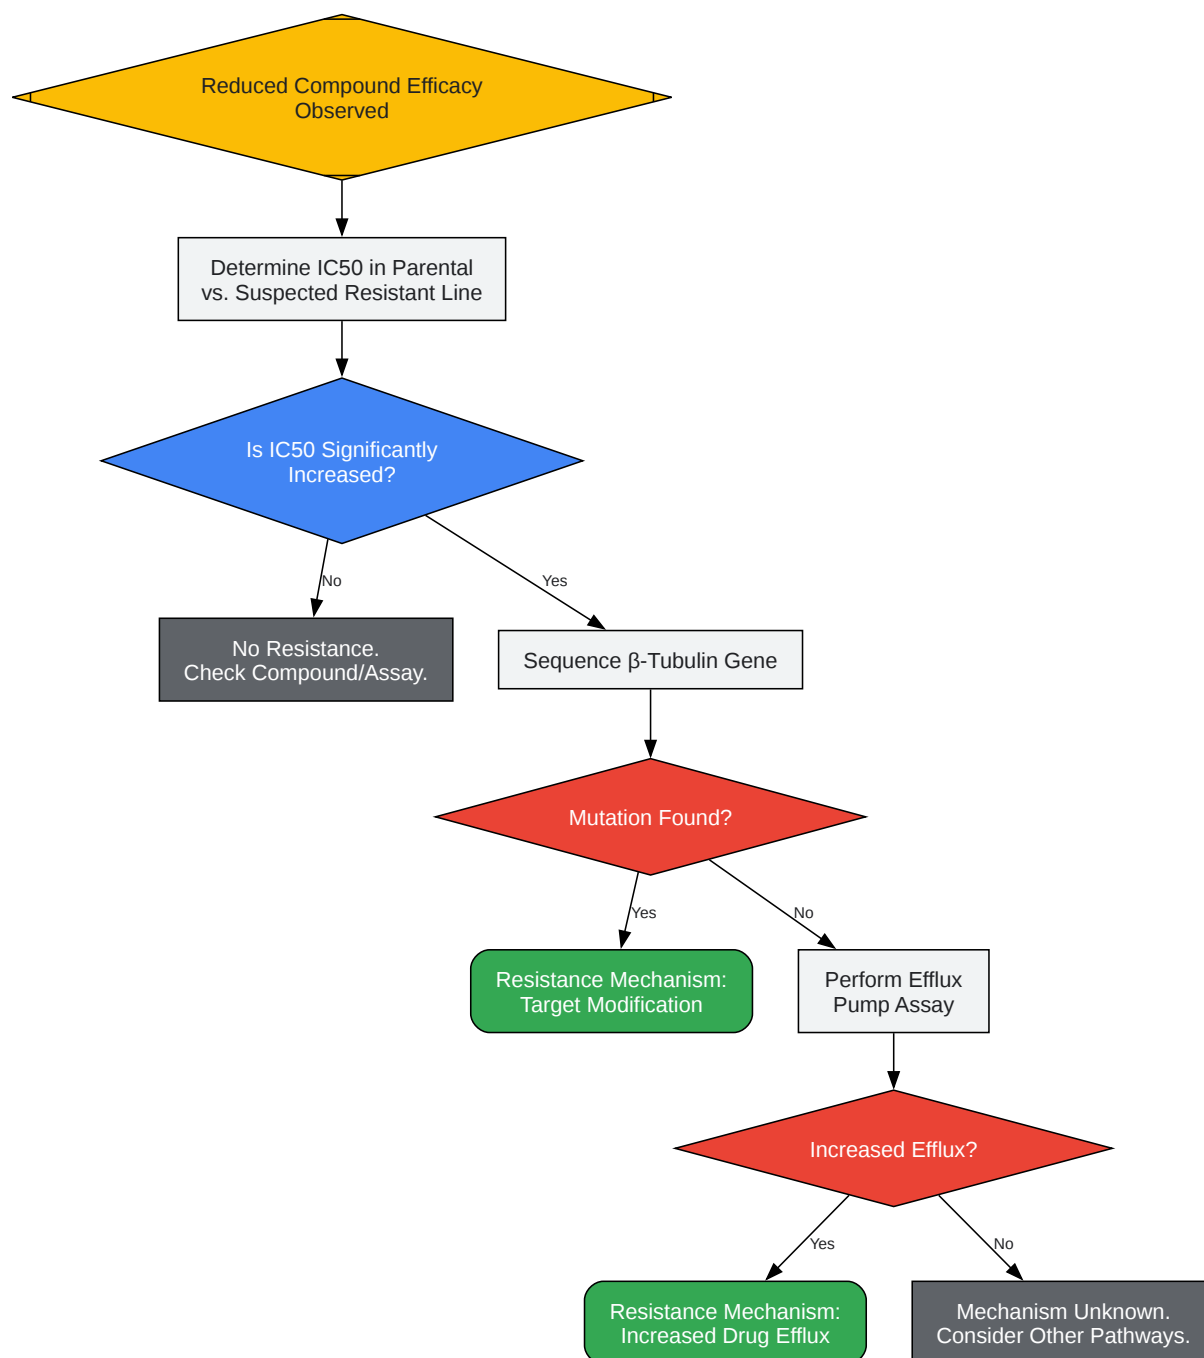 Reduced Compound Efficacy
Observed
Determine IC50 in Parental
vs. Suspected Resistant Line
Is IC50 Significantly
Increased?
No
Yes
No Resistance.
Check Compound/Assay.
Sequence β-Tubulin Gene
Mutation Found?
Yes
No
Resistance Mechanism:
Target Modification
Perform Efflux
Pump Assay
Increased Efflux?
Yes
No
Resistance Mechanism:
Increased Drug Efflux
Mechanism Unknown.
Consider Other Pathways.